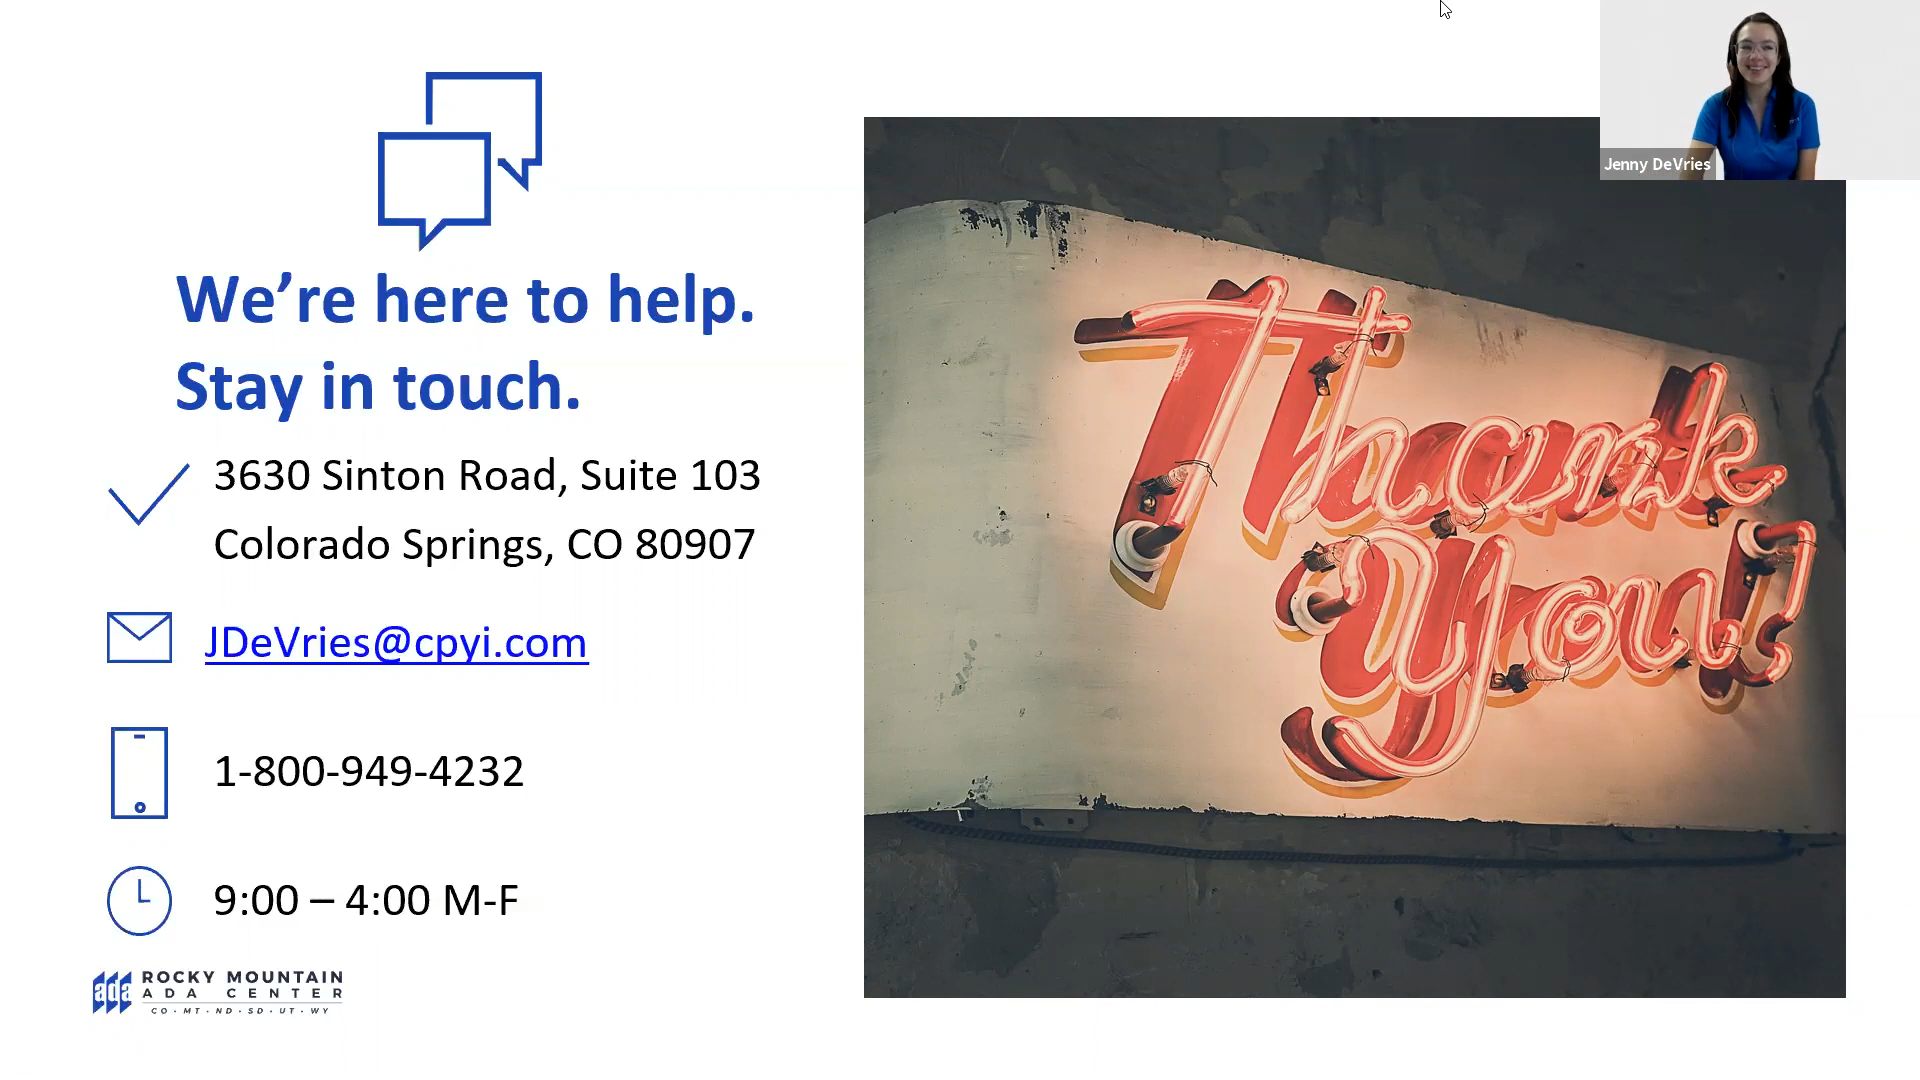 Jenny DeVries
We’re here to help.
Stay in touch.
3630 Sinton Road, Suite 103
Colorado Springs, CO 80907
JDeVries@cpyi.com
1-800-949-4232
9:00 – 4:00 M-F
ada
ROCKY MOUNTAIN
ADA CENTER
CO · MT · ND · SD · UT · WY
Thank
You!